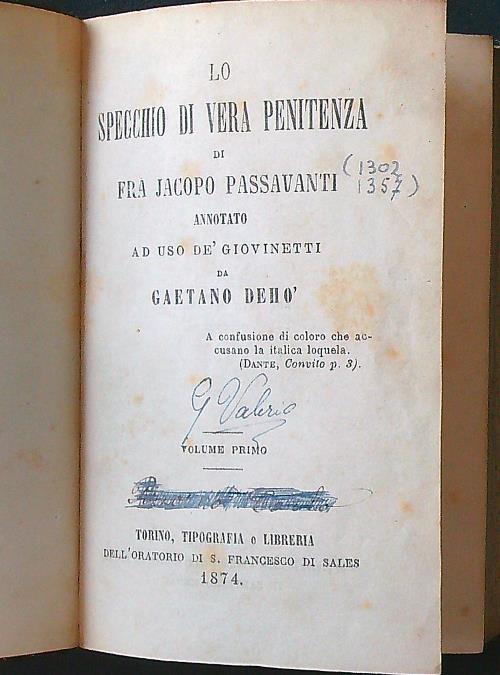 LO
SPECCHIO DI VERA PENITENZA
DI
FRA JACOPO PASSAVANTI (1302
1357)
ANNOTATO
AD USO DE' GIOVINETTI
DA
GAETANO DEHO'
A confusione di coloro che ac-
cusano la italica loquela.
(DANTE, Convito p. 3).
G Valerio
VOLUME PRIMO
TORINO, TIPOGRAFIA e LIBRERIA
DELL'ORATORIO DI S. FRANCESCO DI SALES
1874.